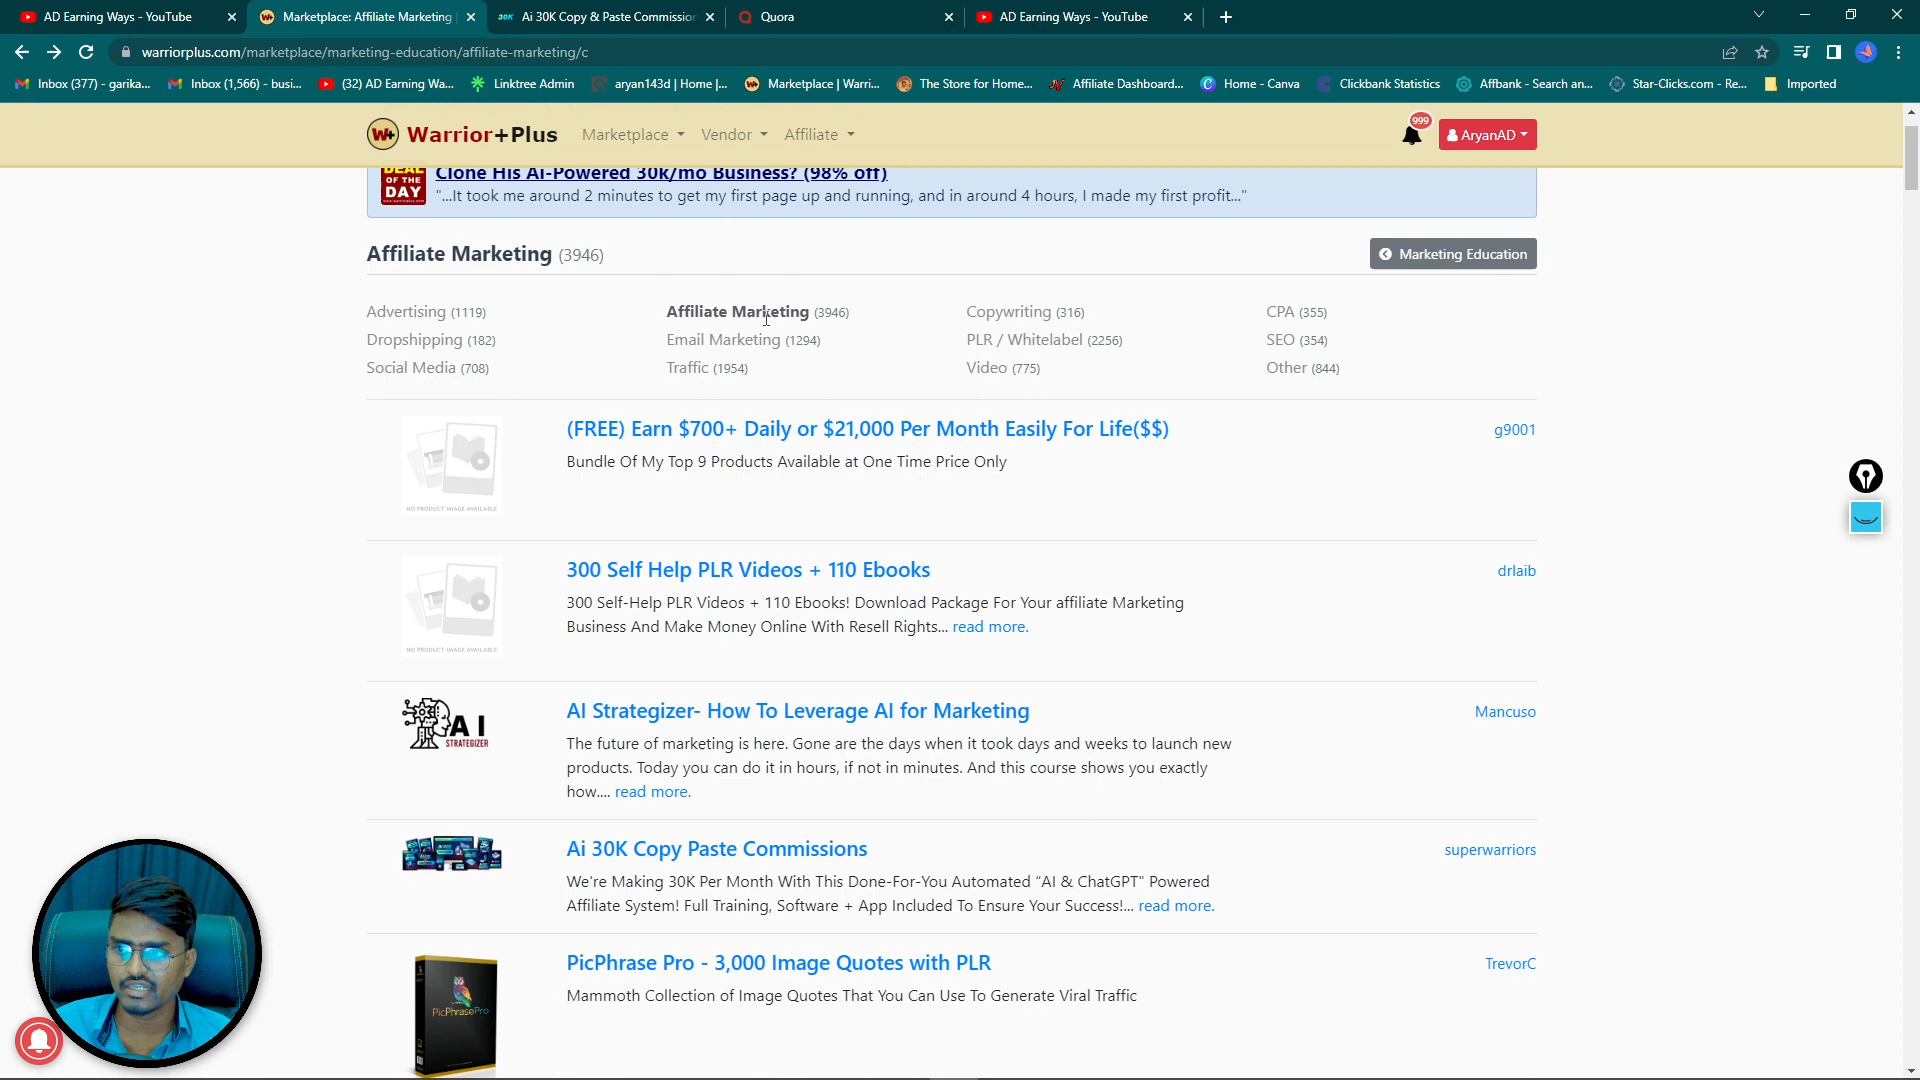 AD Earning Ways - YouTube
Marketplace: Affiliate Marketing
30K Ai 30K Copy & Paste Commission
Quora
AD Earning Ways - YouTube
warriorplus.com/marketplace/marketing-education/affiliate-marketing/c
Inbox (377) - garika...
Inbox (1,566) - busi...
(32) AD Earning Wa...
Linktree Admin
aryan143d | Home |...
Marketplace | Warri...
The Store for Home...
Affiliate Dashboard...
Home - Canva
Clickbank Statistics
Affbank - Search an...
Star-Clicks.com - Re...
Imported
W+ Warrior+Plus
Marketplace
Vendor
Affiliate
999
AryanAD
DEAL OF THE DAY
Clone His Ai-Powered 30k/mo Business? (98% off)
"...It took me around 2 minutes to get my first page up and running, and in around 4 hours, I made my first profit..."
Affiliate Marketing (3946)
Marketing Education
Advertising (1119)
Affiliate Marketing (3946)
Copywriting (316)
CPA (355)
Dropshipping (182)
Email Marketing (1294)
PLR / Whitelabel (2256)
SEO (354)
Social Media (708)
Traffic (1954)
Video (775)
Other (844)
NO PRODUCT IMAGE AVAILABLE
(FREE) Earn $700+ Daily or $21,000 Per Month Easily For Life($$)
g9001
Bundle Of My Top 9 Products Available at One Time Price Only
NO PRODUCT IMAGE AVAILABLE
300 Self Help PLR Videos + 110 Ebooks
drlaib
300 Self-Help PLR Videos + 110 Ebooks! Download Package For Your affiliate Marketing
Business And Make Money Online With Resell Rights... read more.
AI STRATEGIZER
AI Strategizer- How To Leverage AI for Marketing
Mancuso
The future of marketing is here. Gone are the days when it took days and weeks to launch new
products. Today you can do it in hours, if not in minutes. And this course shows you exactly
how.... read more.
Ai 30K Copy Paste Commissions
superwarriors
We're Making 30K Per Month With This Done-For-You Automated "AI & ChatGPT" Powered
Affiliate System! Full Training, Software + App Included To Ensure Your Success!... read more.
PicPhrase Pro
PicPhrase Pro - 3,000 Image Quotes with PLR
TrevorC
Mammoth Collection of Image Quotes That You Can Use To Generate Viral Traffic